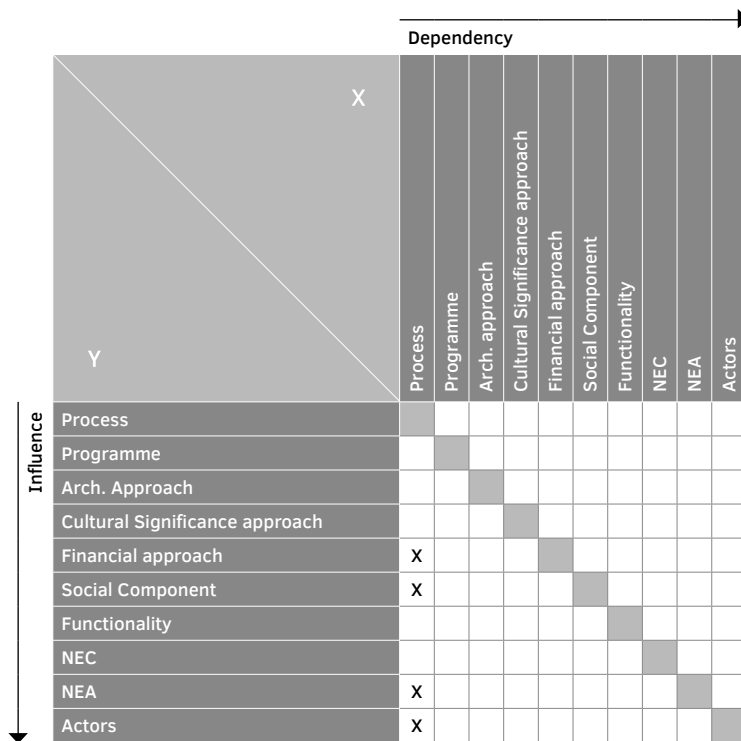 Dependency
X
Y
Process
Programme
Arch. approach
Cultural Significance approach
Financial approach
Social Component
Functionality
NEC
NEA
Actors
Influence
Process
Programme
Arch. Approach
Cultural Significance approach
Financial approach X
Social Component X
Functionality
NEC
NEA X
Actors X